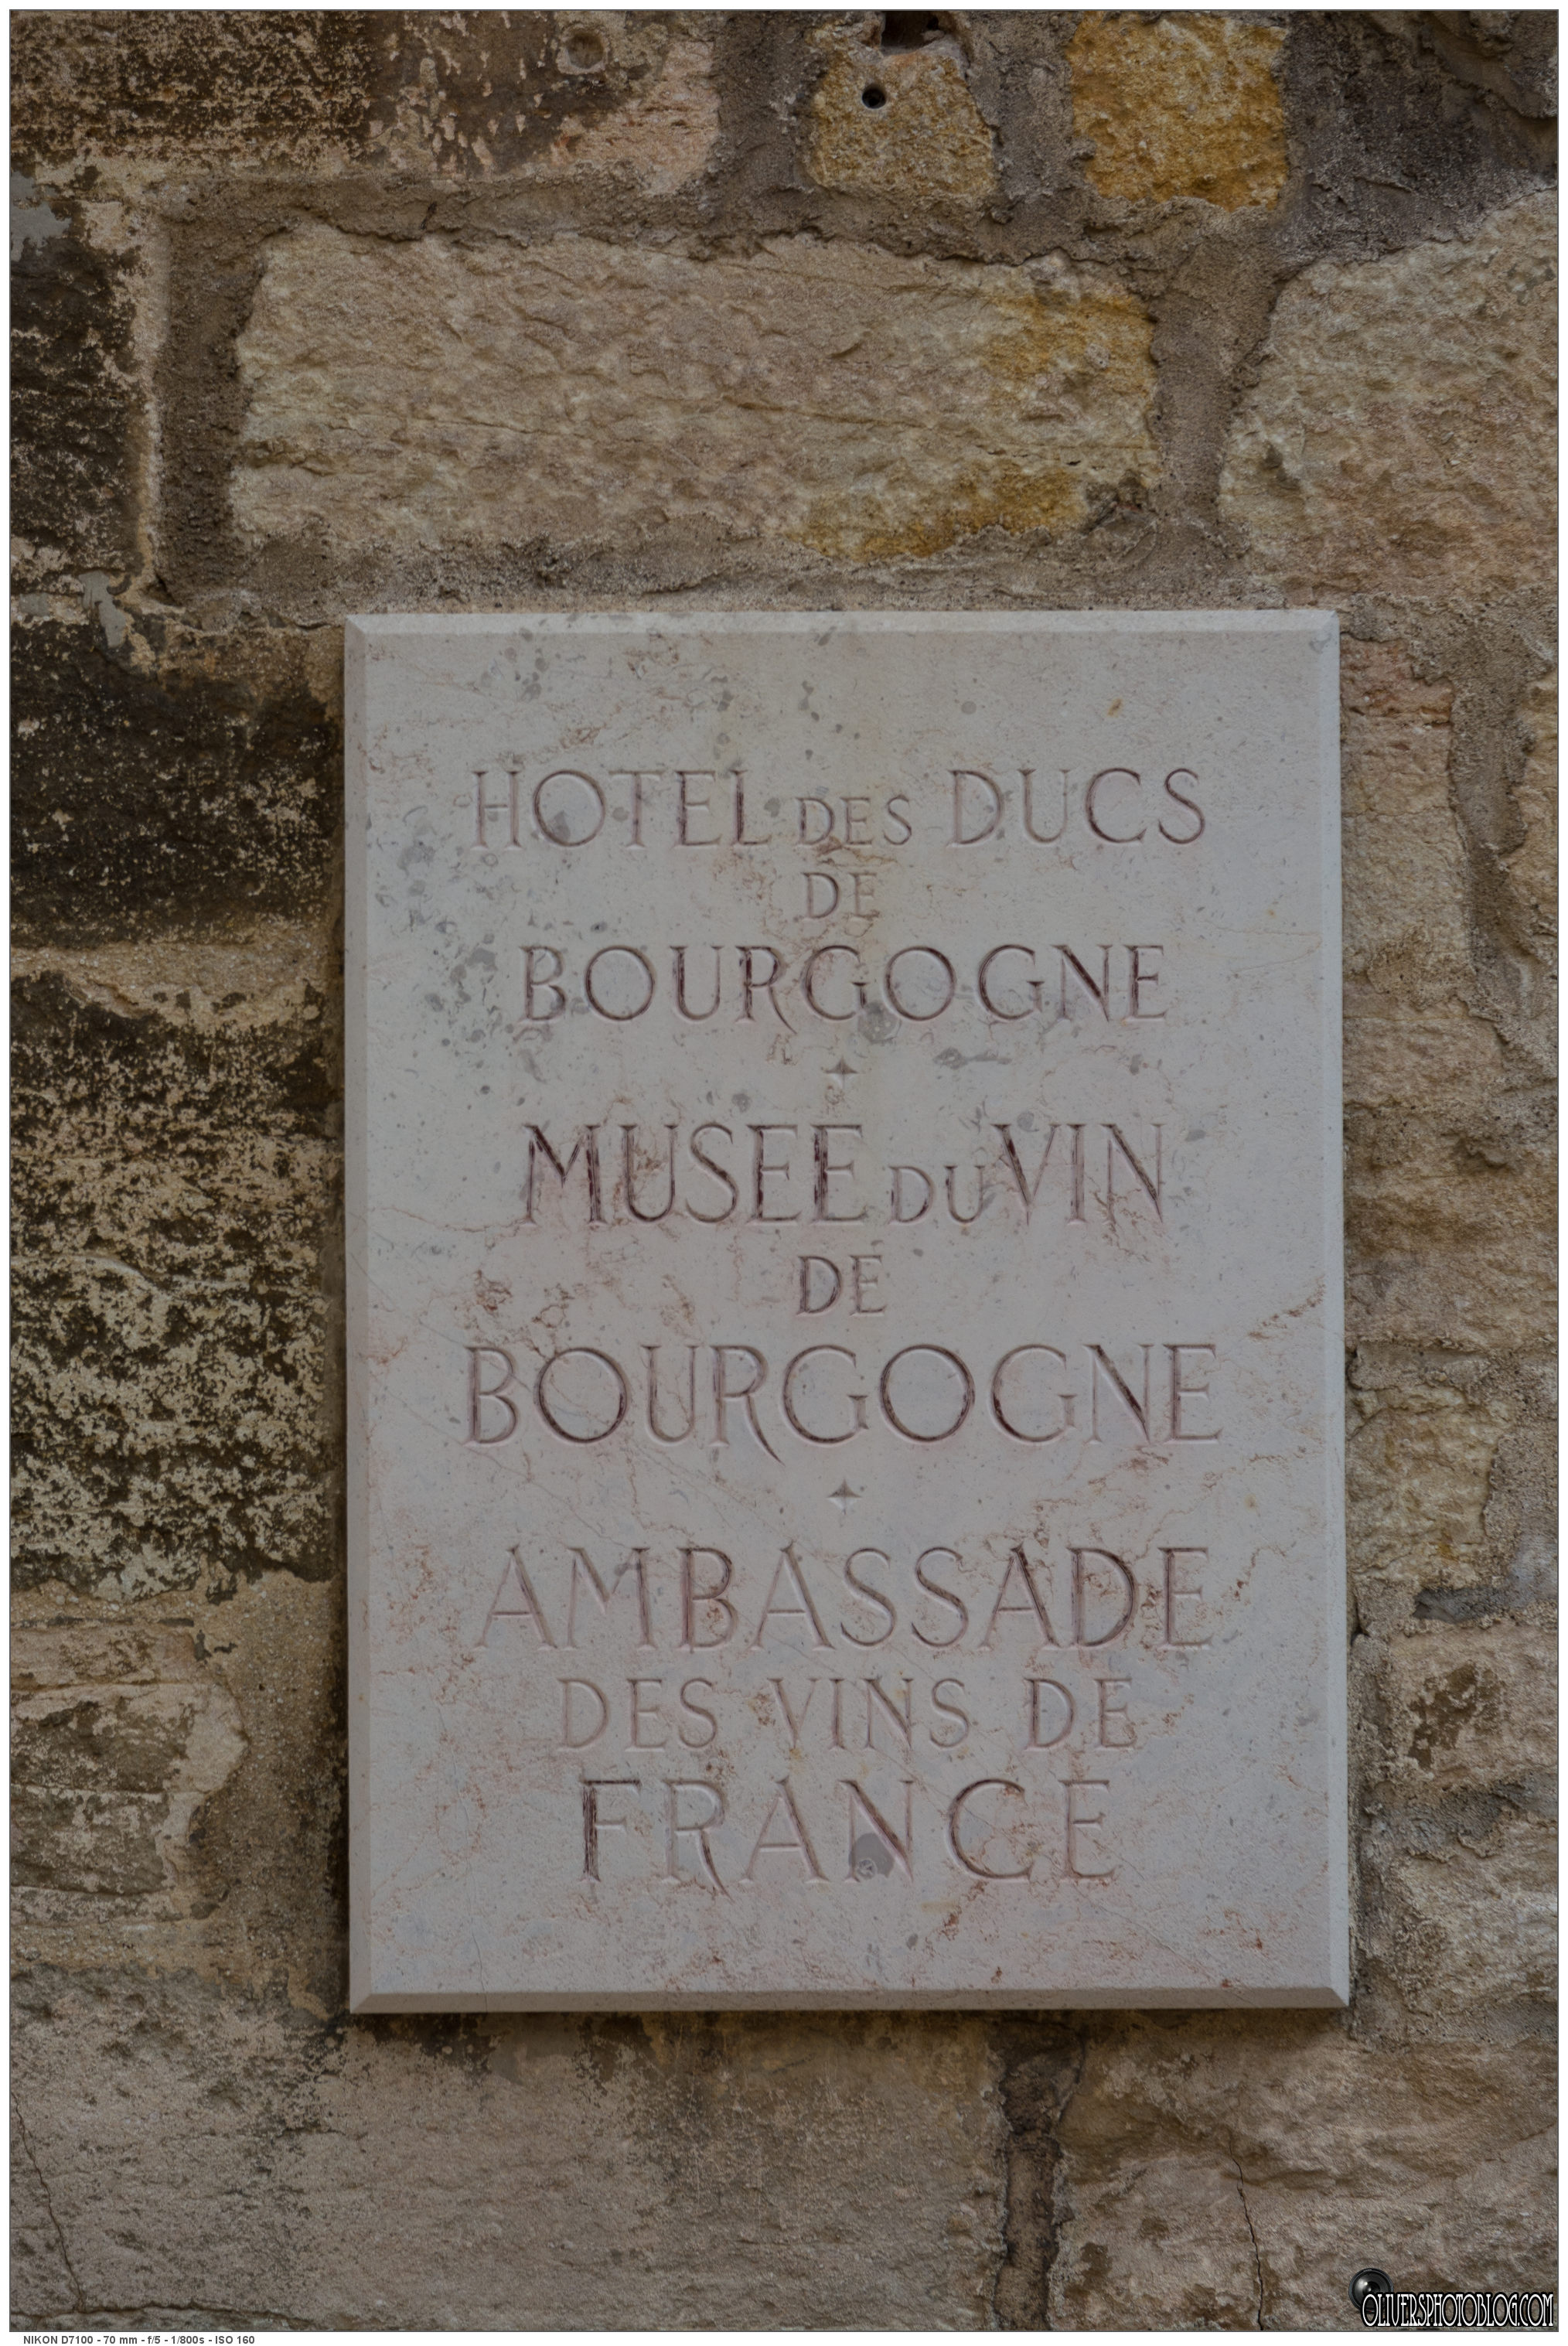 HOTEL DES DUCS
DE
BOURGOGNE
MUSEE DU VIN
DE
BOURGOGNE
AMBASSADE
DES VINS DE
FRANCE
OLIVERSPHOTOBLOG.COM
NIKON D7100 - 70 mm - f/5 - 1/800s - ISO 160